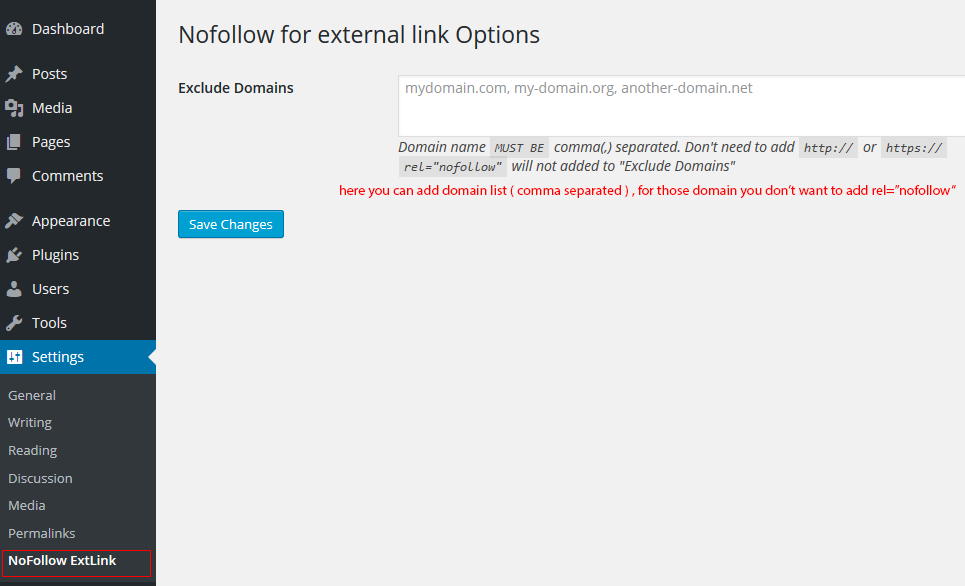 Dashboard
Posts
Media
Pages
Comments
Appearance
Plugins
Users
Tools
Settings
General
Writing
Reading
Discussion
Media
Permalinks
NoFollow ExtLink
Nofollow for external link Options
Exclude Domains
mydomain.com, my-domain.org, another-domain.net
Domain name MUST BE comma(,) separated. Don't need to add http:// or https://
rel="nofollow" will not added to "Exclude Domains"
here you can add domain list ( comma separated ) , for those domain you don’t want to add rel=”nofollow“
Save Changes